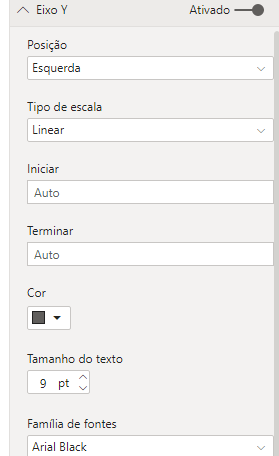 Eixo Y Ativado
Posição
Esquerda
Tipo de escala
Linear
Iniciar
Auto
Terminar
Auto
Cor
Tamanho do texto
9 pt
Família de fontes
Arial Black